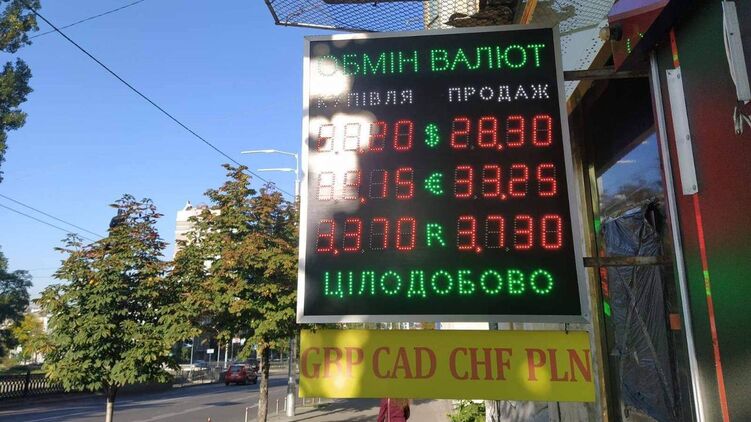 ОБМІН ВАЛЮТ
КУПІВЛЯ ПРОДАЖ
28.20 $ 28.30
33.15 € 33.25
3.370 R 3.730
ЦІЛОДОБОВО
GBP CAD CHF PLN